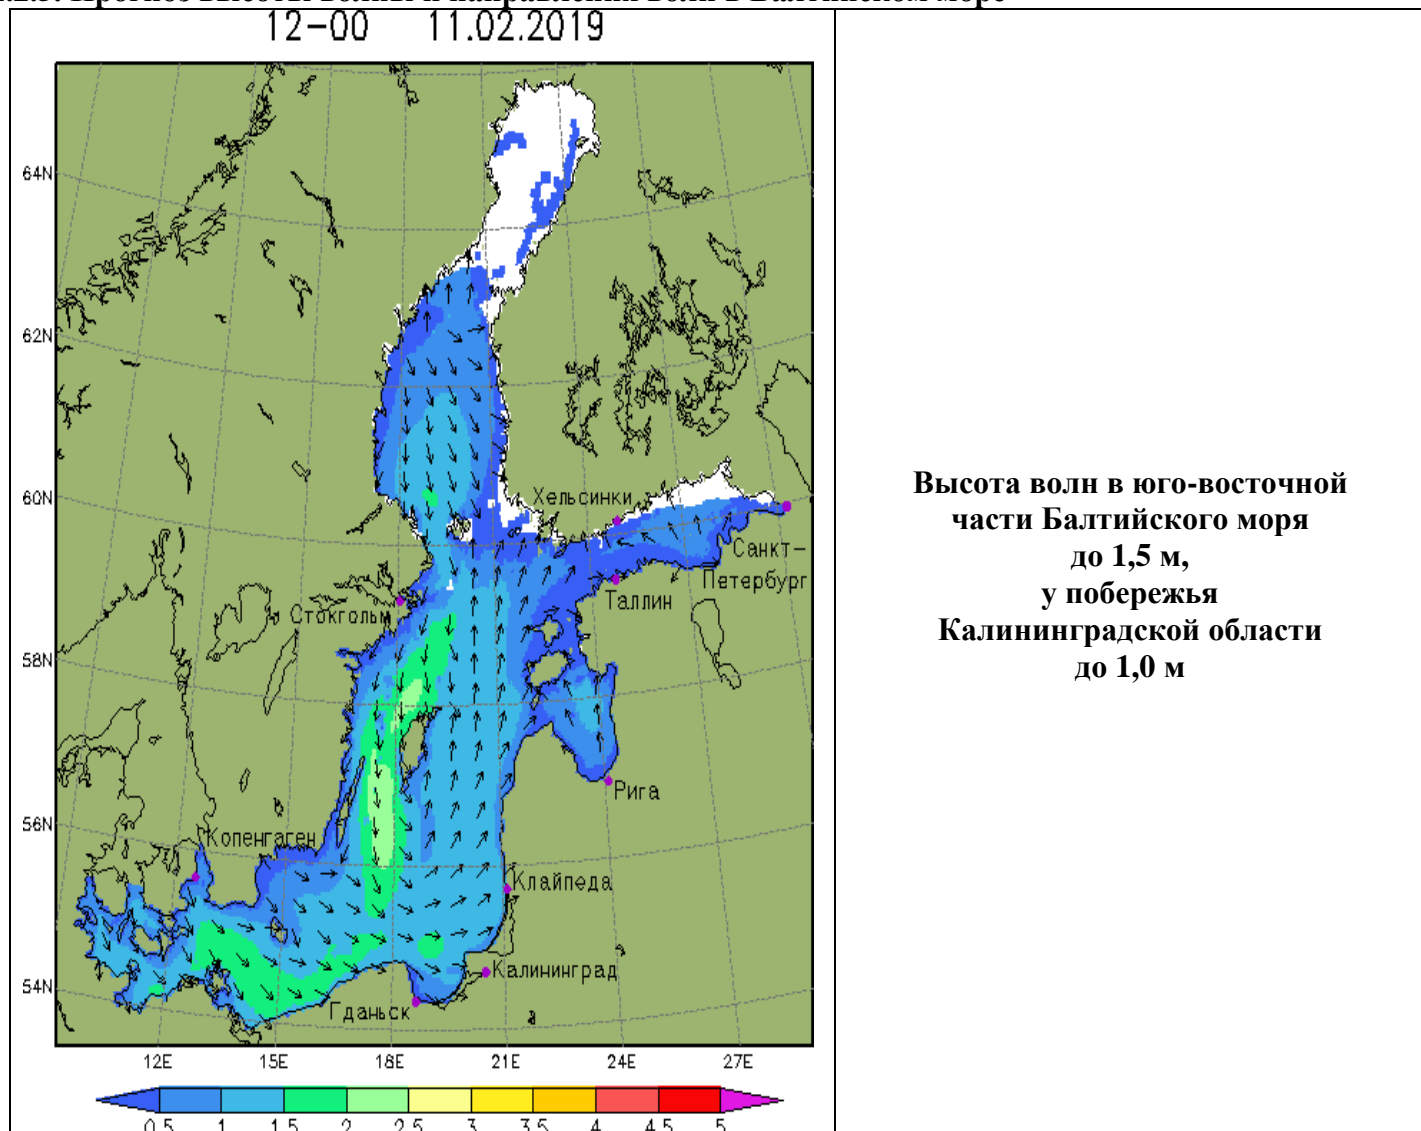 12-00 11.02.2019
64N
62N
60N
58N
56N
54N
Хельсинки
Санкт-
Петербург
Таллин
Стокгольм
Рига
Копенгаген
Клайпеда
Калининград
Гданьск
12E 15E 18E 21E 24E 27E
0.5 1 1.5 2 2.5 3 3.5 4 4.5 5
Высота волн в юго-восточной
части Балтийского моря
до 1,5 м,
у побережья
Калининградской области
до 1,0 м